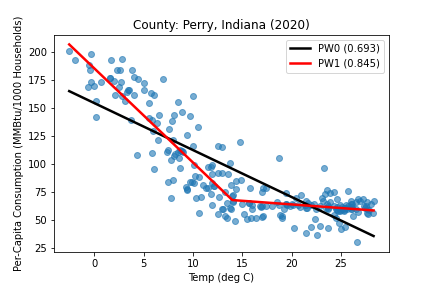 County: Perry, Indiana (2020)
PW0 (0.693)
PW1 (0.845)
Per-Capita Consumption (MMBtu/1000 Households)
200
175
150
125
100
75
50
25
0 5 10 15 20 25
Temp (deg C)